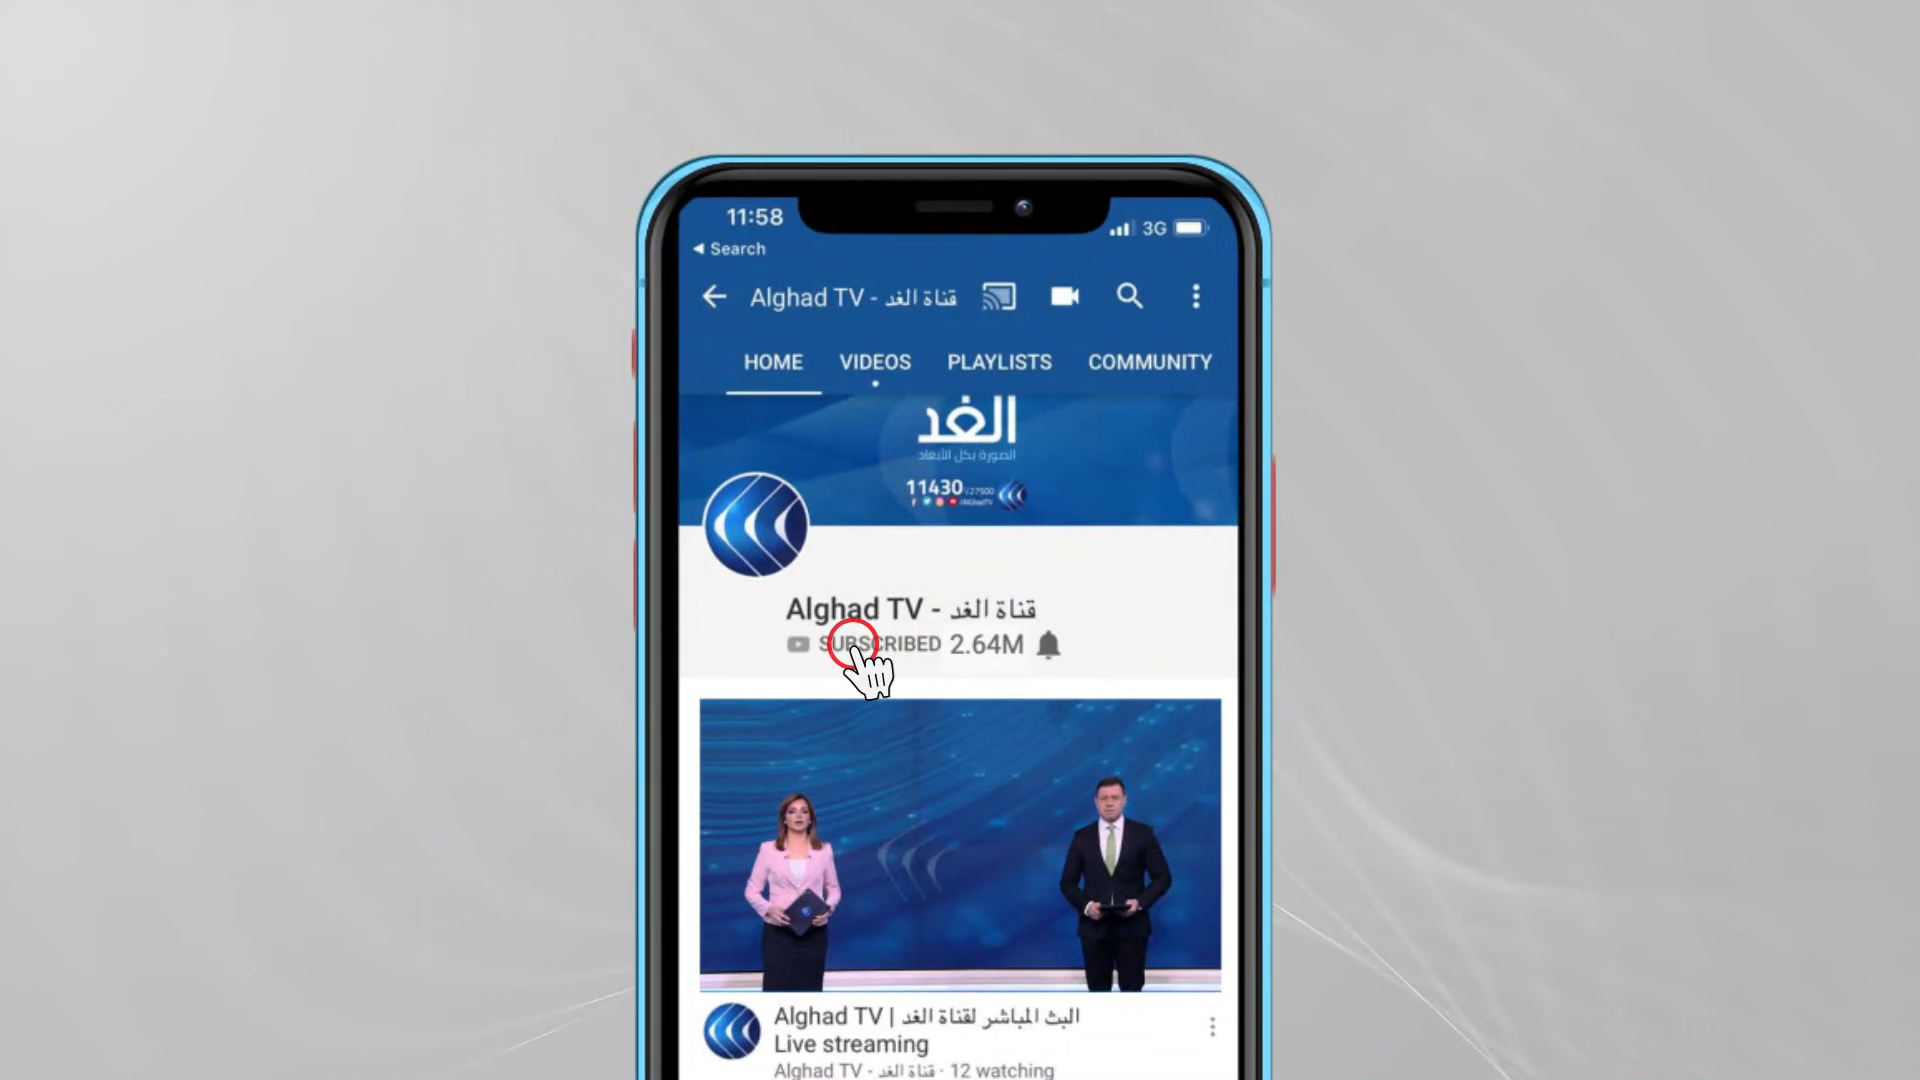 11:58
3G
◀ Search
Alghad TV - قناة الغد
HOME VIDEOS PLAYLISTS COMMUNITY
الغد
الصورة بكل الأبعاد
11430 27500
Alghad TV - قناة الغد
SUBSCRIBED 2.64M
Alghad TV | البث المباشر لقناة الغد
Live streaming
Alghad TV - قناة الغد · 12 watching